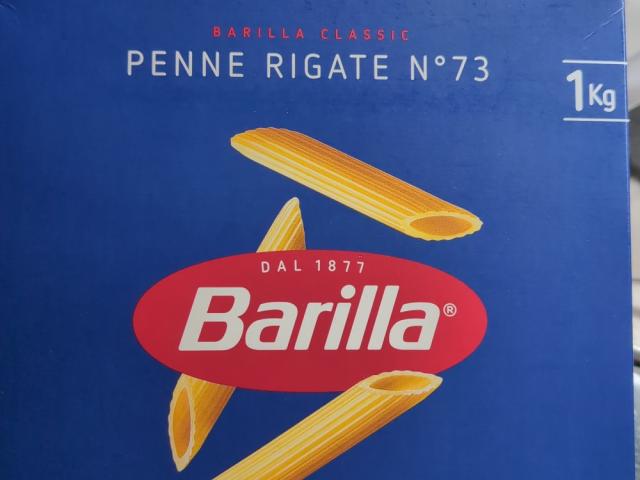 BARILLA CLASSIC
PENNE RIGATE N°73
1Kg
DAL 1877
Barilla®